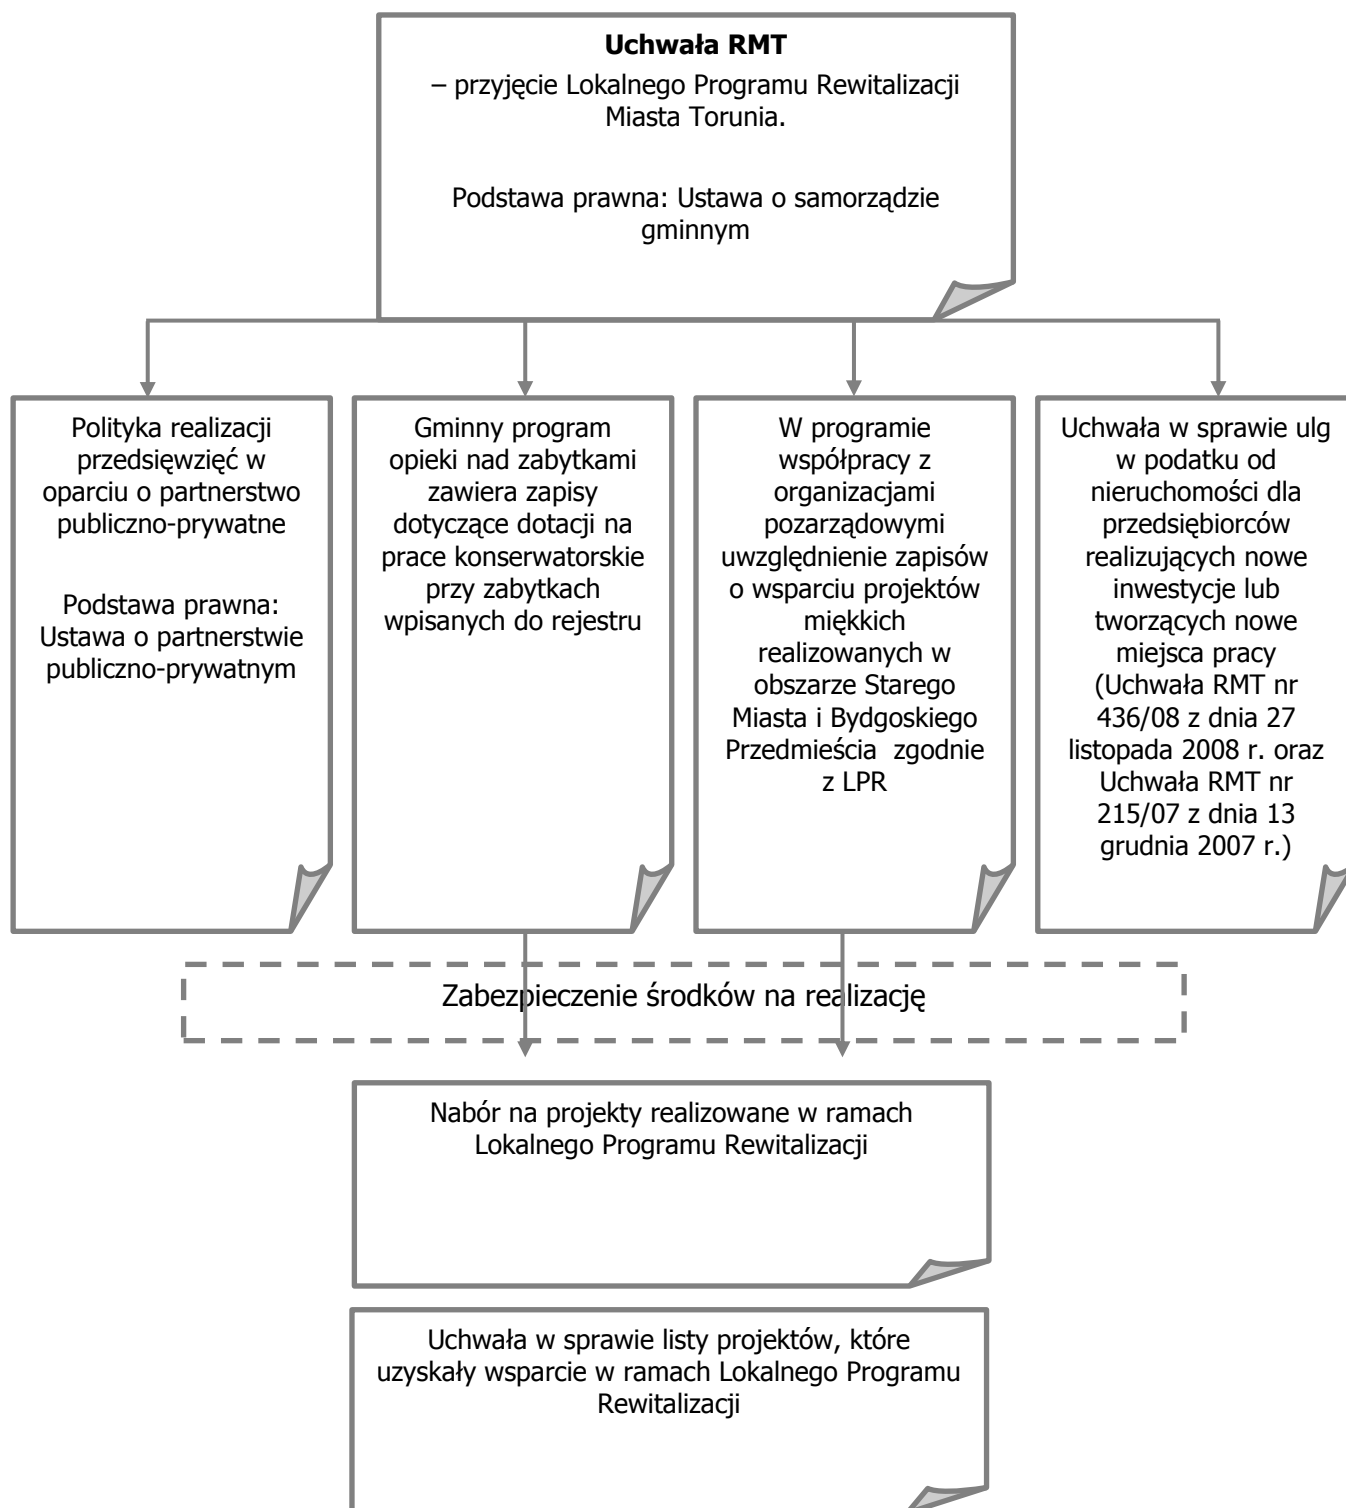 Uchwała RMT
– przyjęcie Lokalnego Programu Rewitalizacji
Miasta Torunia.
Podstawa prawna: Ustawa o samorządzie
gminnym
Polityka realizacji
przedsięwzięć w
oparciu o partnerstwo
publiczno-prywatne
Podstawa prawna:
Ustawa o partnerstwie
publiczno-prywatnym
Gminny program
opieki nad zabytkami
zawiera zapisy
dotyczące dotacji na
prace konserwatorskie
przy zabytkach
wpisanych do rejestru
W programie
współpracy z
organizacjami
pozarządowymi
uwzględnienie zapisów
o wsparciu projektów
miękkich
realizowanych w
obszarze Starego
Miasta i Bydgoskiego
Przedmieścia  zgodnie
z LPR
Uchwała w sprawie ulg
w podatku od
nieruchomości dla
przedsiębiorców
realizujących nowe
inwestycje lub
tworzących nowe
miejsca pracy
(Uchwała RMT nr
436/08 z dnia 27
listopada 2008 r. oraz
Uchwała RMT nr
215/07 z dnia 13
grudnia 2007 r.)
Zabezpieczenie środków na realizację
Nabór na projekty realizowane w ramach
Lokalnego Programu Rewitalizacji
Uchwała w sprawie listy projektów, które
uzyskały wsparcie w ramach Lokalnego Programu
Rewitalizacji